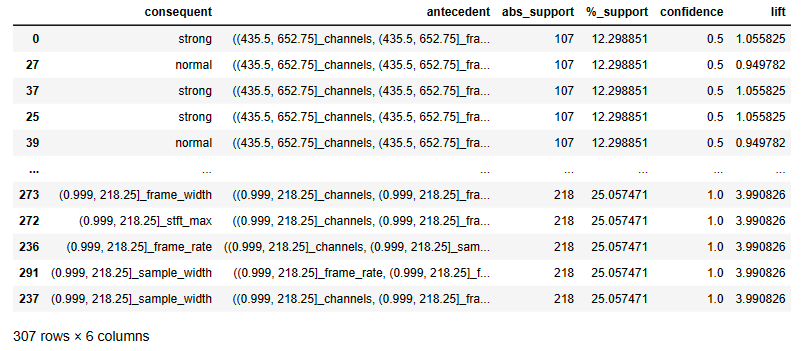 consequent antecedent abs_support %_support confidence lift
0 strong ((435.5, 652.75]_channels, (435.5, 652.75]_fra... 107 12.298851 0.5 1.055825
27 normal ((435.5, 652.75]_channels, (435.5, 652.75]_fra... 107 12.298851 0.5 0.949782
37 strong ((435.5, 652.75]_channels, (435.5, 652.75]_fra... 107 12.298851 0.5 1.055825
25 strong ((435.5, 652.75]_channels, (435.5, 652.75]_fra... 107 12.298851 0.5 1.055825
39 normal ((435.5, 652.75]_channels, (435.5, 652.75]_fra... 107 12.298851 0.5 0.949782
... ... ... ... ... ... ...
273 (0.999, 218.25]_frame_width ((0.999, 218.25]_channels, (0.999, 218.25]_fra... 218 25.057471 1.0 3.990826
272 (0.999, 218.25]_stft_max ((0.999, 218.25]_channels, (0.999, 218.25]_fra... 218 25.057471 1.0 3.990826
236 (0.999, 218.25]_frame_rate ((0.999, 218.25]_channels, (0.999, 218.25]_sam... 218 25.057471 1.0 3.990826
291 (0.999, 218.25]_sample_width ((0.999, 218.25]_frame_rate, (0.999, 218.25]_f... 218 25.057471 1.0 3.990826
237 (0.999, 218.25]_sample_width ((0.999, 218.25]_channels, (0.999, 218.25]_fra... 218 25.057471 1.0 3.990826
307 rows × 6 columns